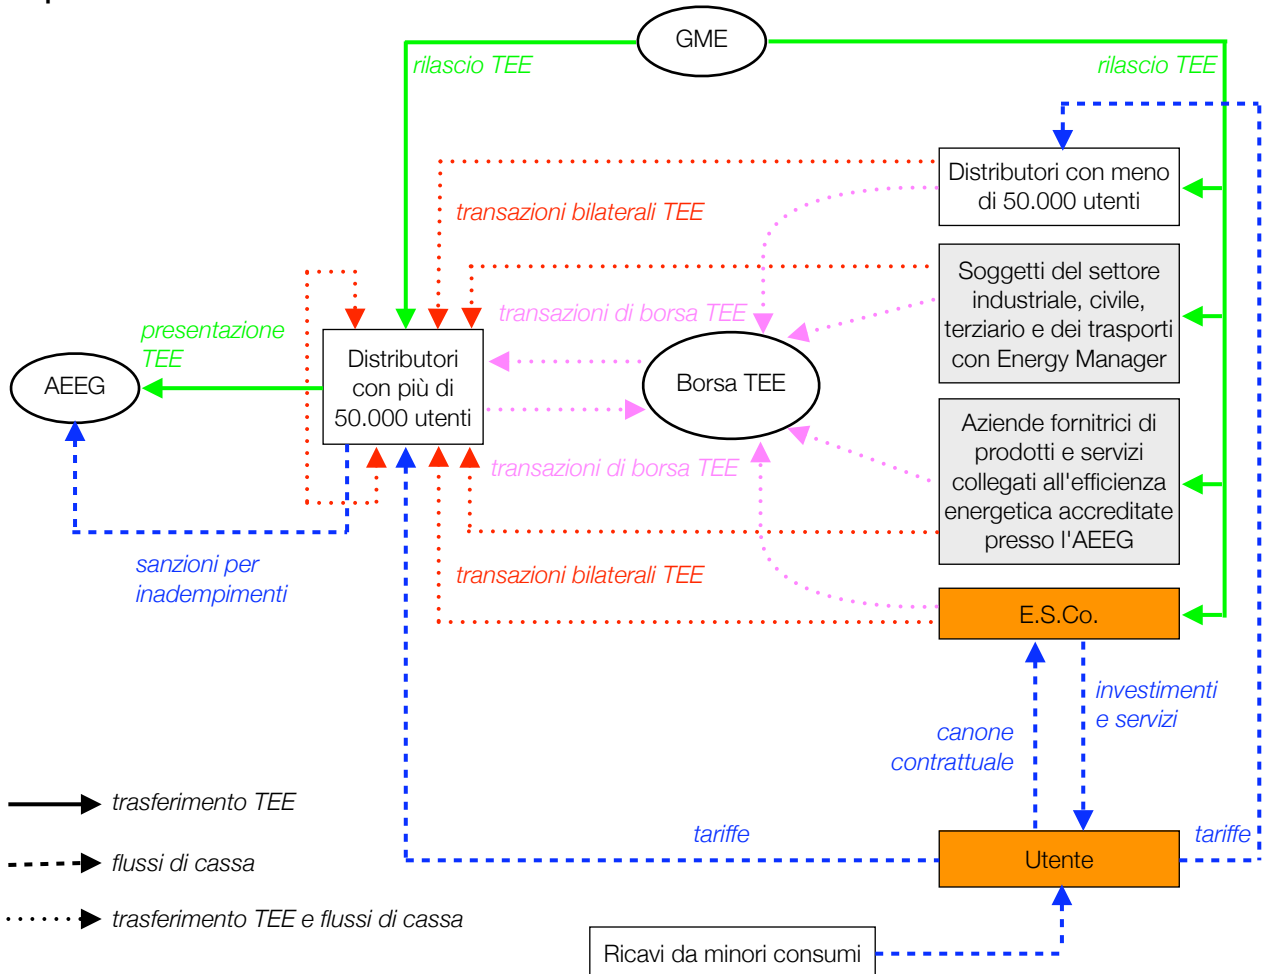 GME
rilascio TEE
rilascio TEE
Distributori con meno
di 50.000 utenti
transazioni bilaterali TEE
Soggetti del settore
industriale, civile,
terziario e dei trasporti
con Energy Manager
transazioni di borsa TEE
presentazione
TEE
AEEG
Distributori
con più di
50.000 utenti
Borsa TEE
transazioni di borsa TEE
Aziende fornitrici di
prodotti e servizi
collegati all'efficienza
energetica accreditate
presso l'AEEG
sanzioni per
inadempimenti
transazioni bilaterali TEE
E.S.Co.
investimenti
e servizi
canone
contrattuale
trasferimento TEE
tariffe
Utente
tariffe
flussi di cassa
trasferimento TEE e flussi di cassa
Ricavi da minori consumi